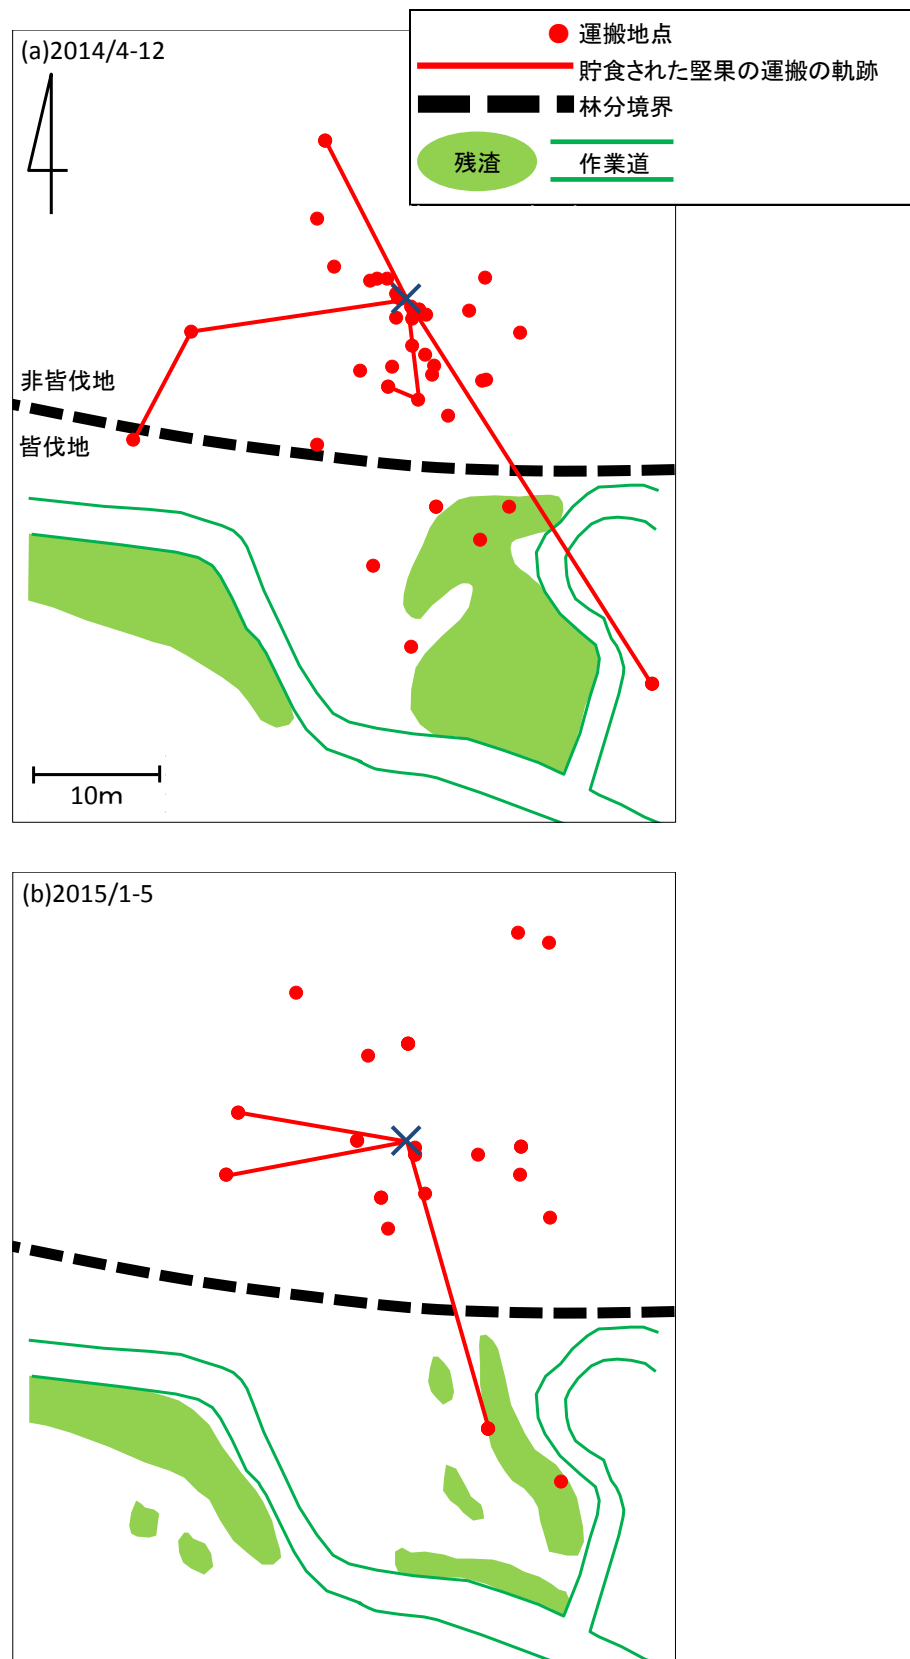 (a)2014/4-12
運搬地点
貯食された堅果の運搬の軌跡
林分境界
残渣
作業道
非皆伐地
皆伐地
10m
(b)2015/1-5